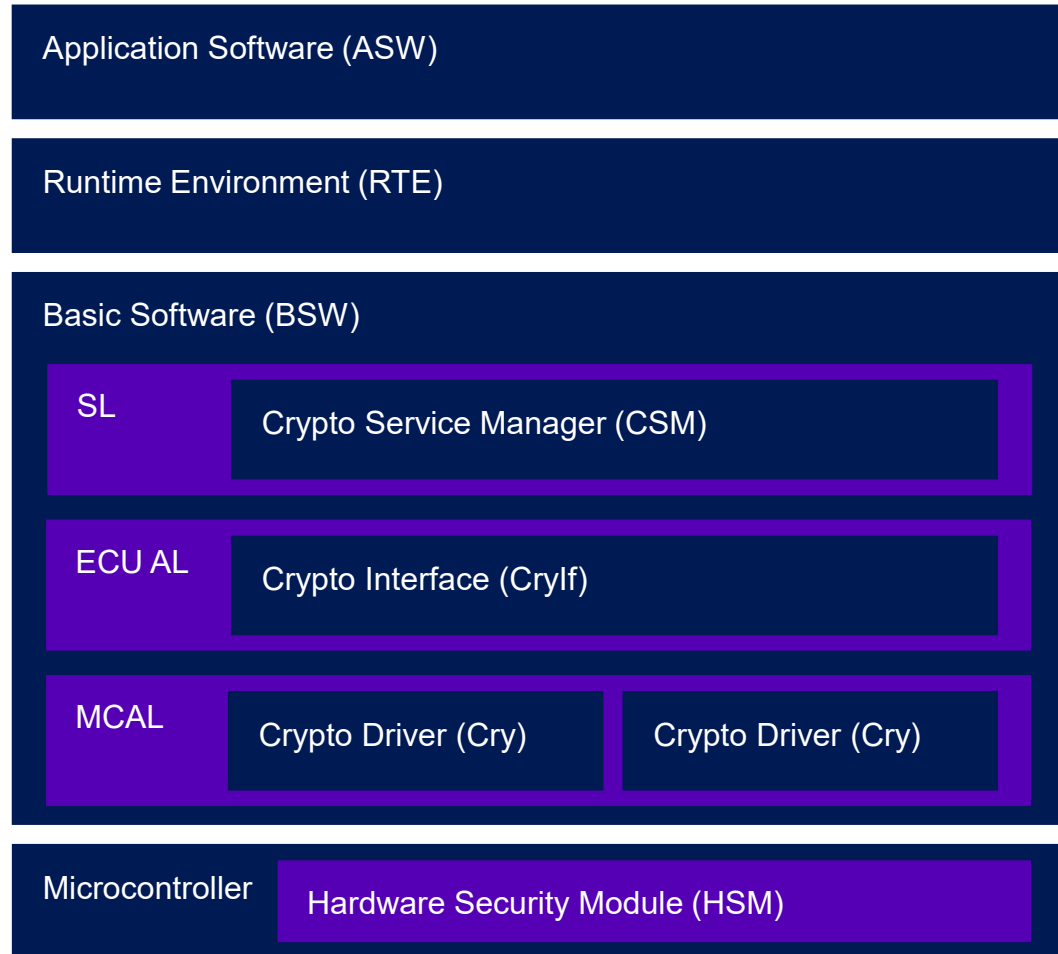 Application Software (ASW)
Runtime Environment (RTE)
Basic Software (BSW)
SL
Crypto Service Manager (CSM)
ECU AL
Crypto Interface (CryIf)
MCAL
Crypto Driver (Cry)
Crypto Driver (Cry)
Microcontroller
Hardware Security Module (HSM)